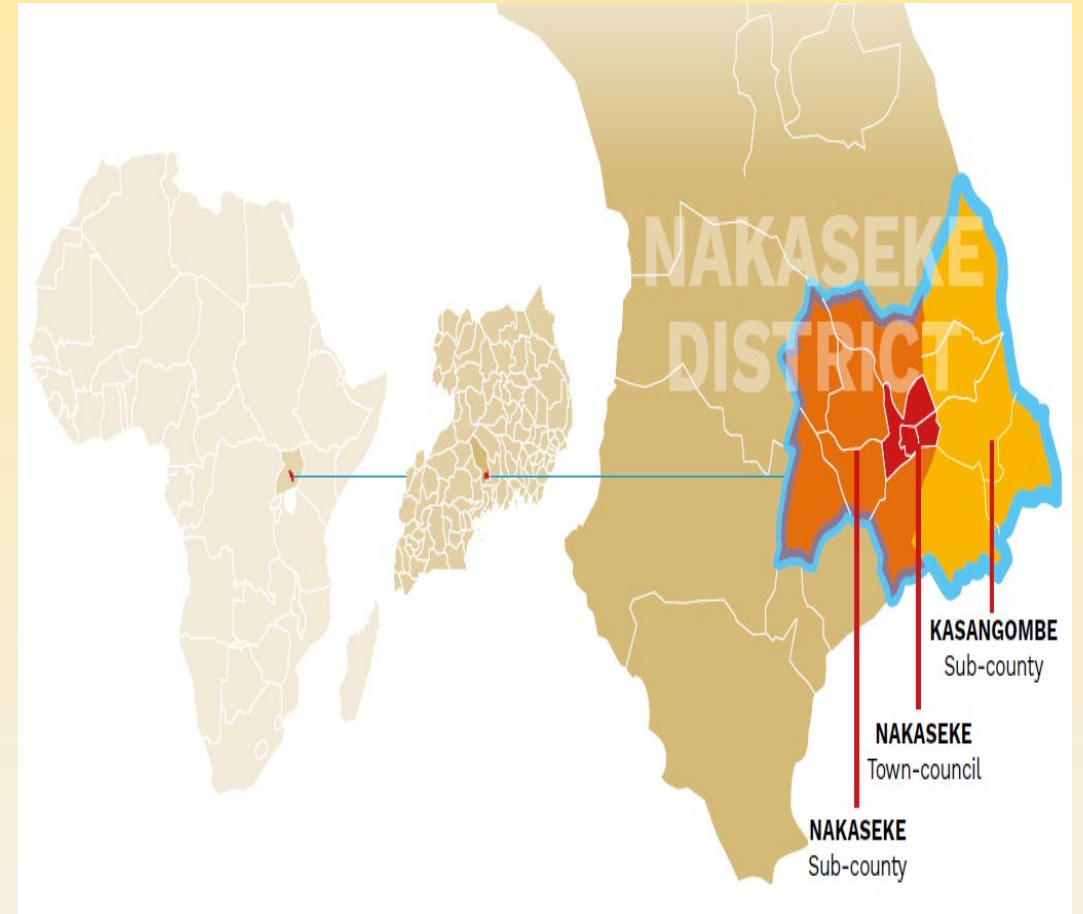 NAKASEKE
DISTRICT
KASANGOMBE
Sub-county
NAKASEKE
Town-council
NAKASEKE
Sub-county